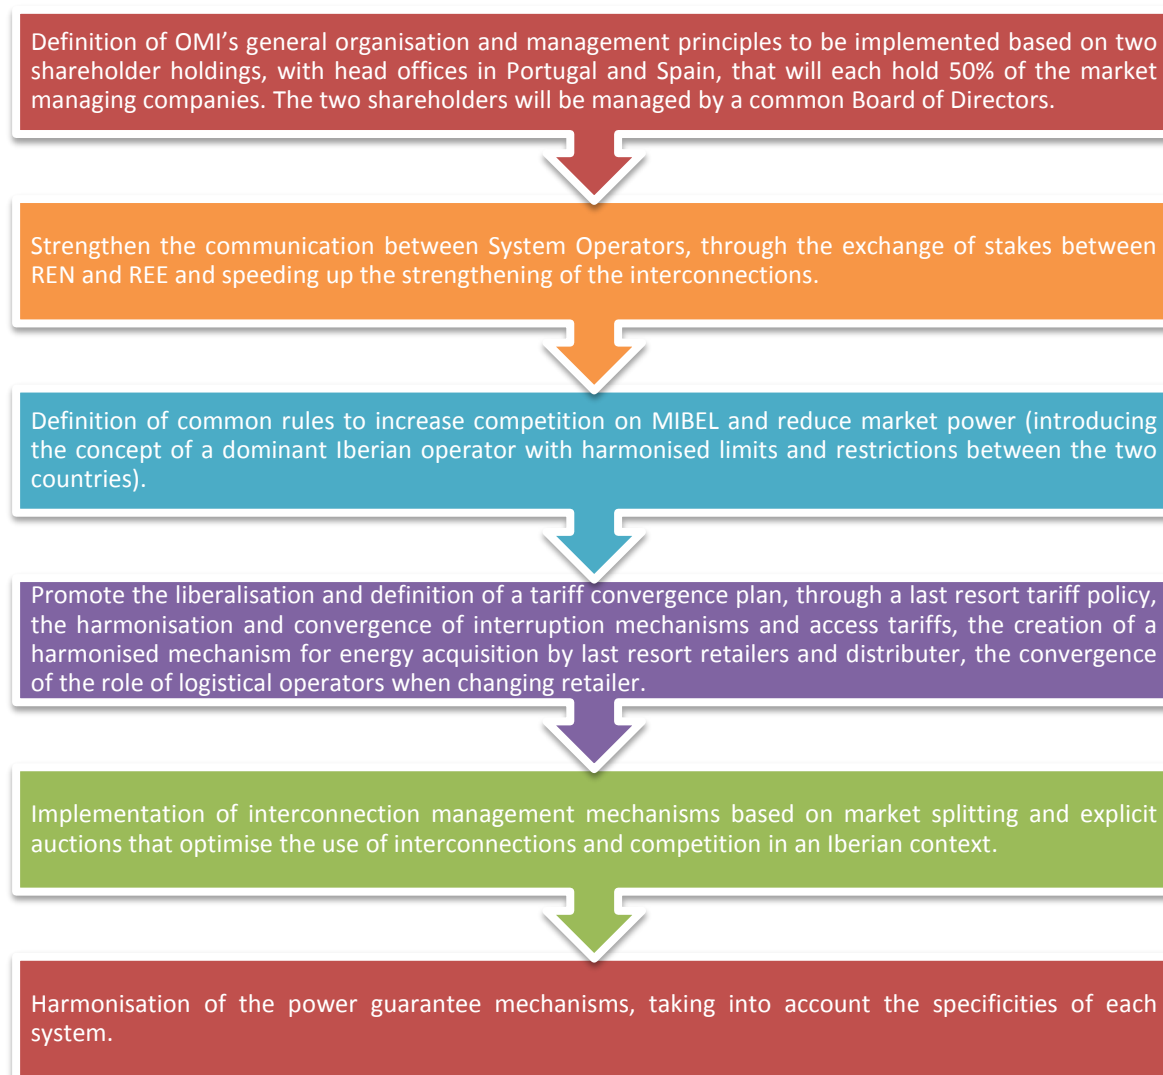 Definition of OMI’s general organisation and management principles to be implemented based on two
shareholder holdings, with head offices in Portugal and Spain, that will each hold 50% of the market
managing companies. The two shareholders will be managed by a common Board of Directors.
Strengthen the communication between System Operators, through the exchange of stakes between
REN and REE and speeding up the strengthening of the interconnections.
Definition of common rules to increase competition on MIBEL and reduce market power (introducing
the concept of a dominant Iberian operator with harmonised limits and restrictions between the two
countries).
Promote the liberalisation and definition of a tariff convergence plan, through a last resort tariff policy,
the harmonisation and convergence of interruption mechanisms and access tariffs, the creation of a
harmonised mechanism for energy acquisition by last resort retailers and distributer, the convergence
of the role of logistical operators when changing retailer.
Implementation of interconnection management mechanisms based on market splitting and explicit
auctions that optimise the use of interconnections and competition in an Iberian context.
Harmonisation of the power guarantee mechanisms, taking into account the specificities of each
system.